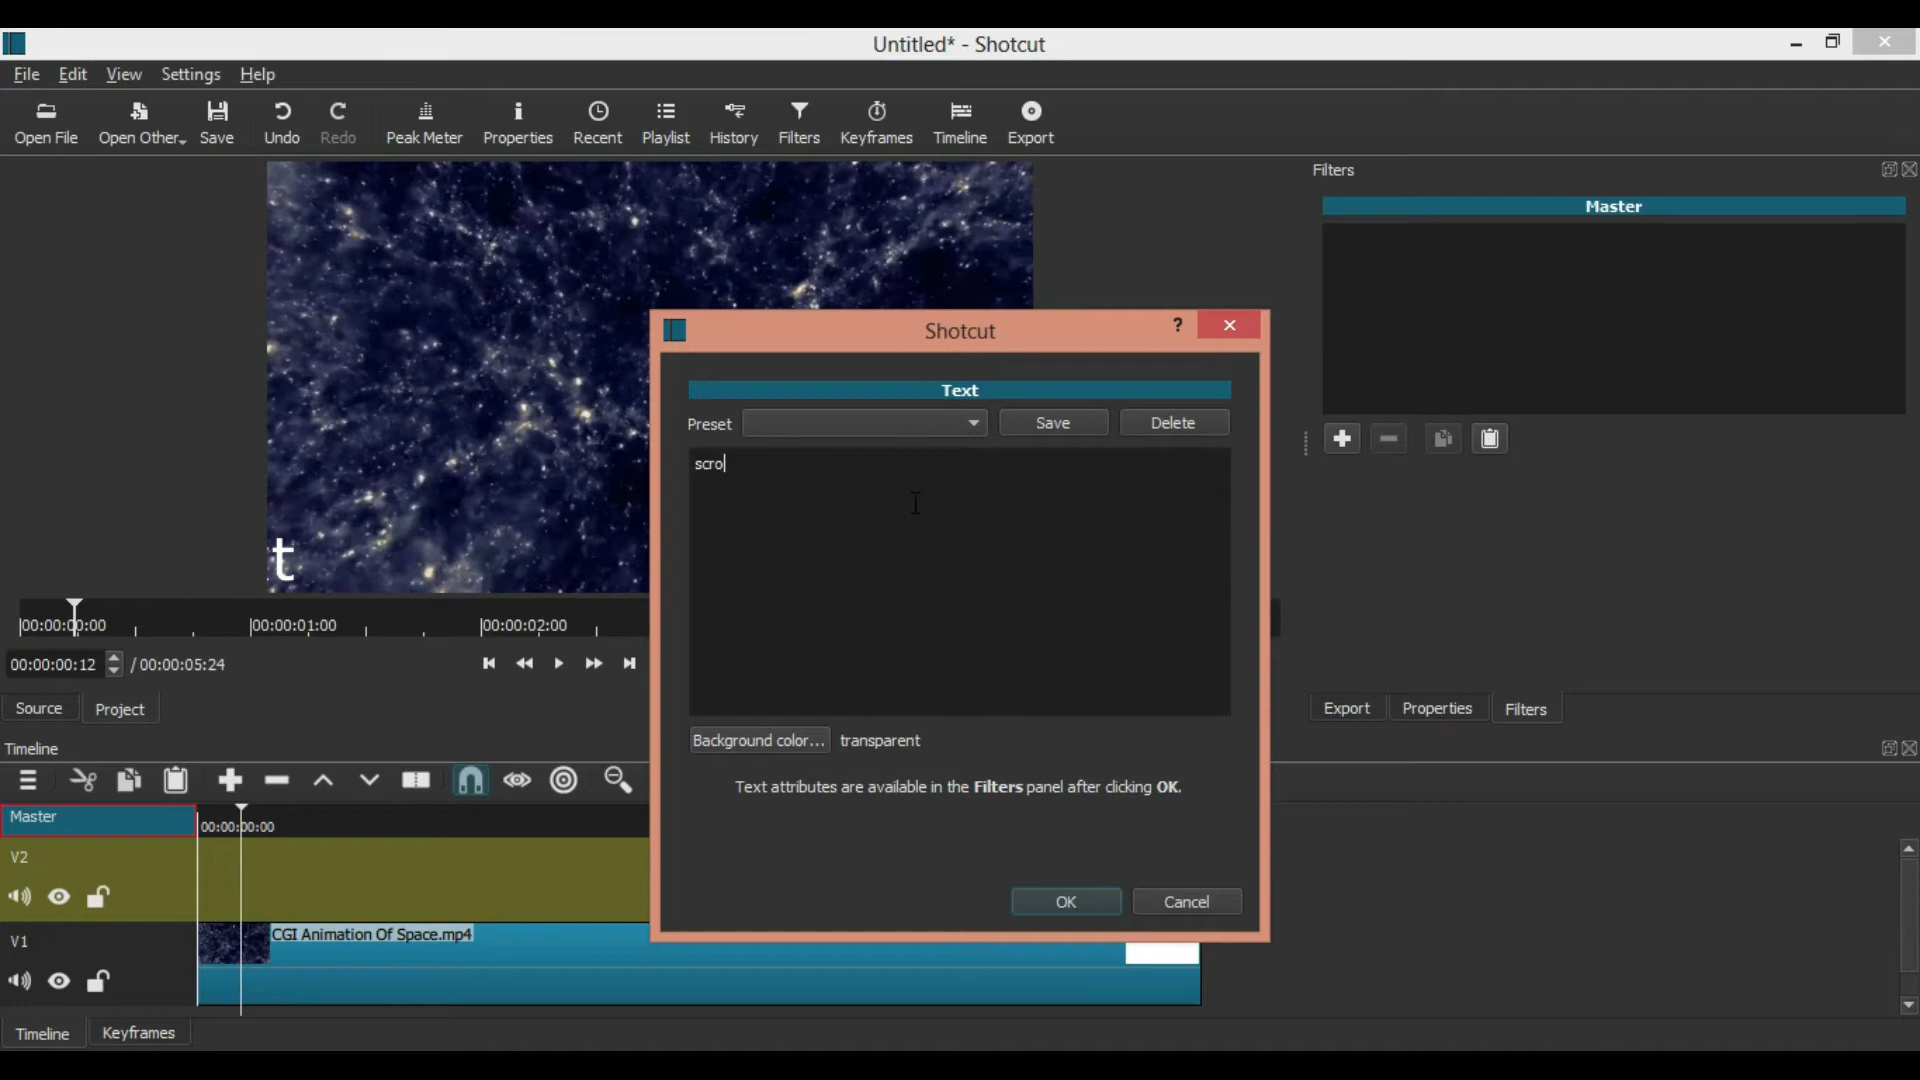 Untitled* - Shotcut
File Edit View Settings Help
Open File Open Other... Save Undo Redo Peak Meter Properties Recent Playlist History Filters Keyframes Timeline Export
Filters
Master
t
Shotcut
?
Text
Preset Save Delete
scro
Background color... transparent
Text attributes are available in the Filters panel after clicking OK.
OK Cancel
00:00:00:00 00:00:01:00 00:00:02:00
00:00:00:12 / 00:00:05:24
Source Project
Export Properties Filters
Timeline
Master
00:00:00:00
V2
V1
CGI Animation Of Space.mp4
Timeline Keyframes